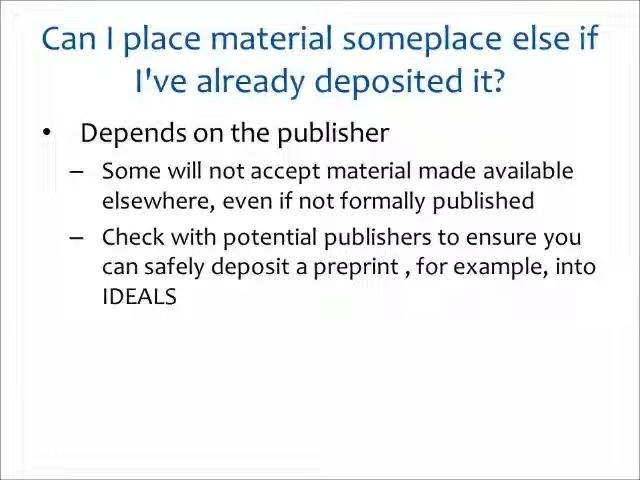 Can I place material someplace else if
I've already deposited it?
• Depends on the publisher
– Some will not accept material made available
elsewhere, even if not formally published
– Check with potential publishers to ensure you
can safely deposit a preprint , for example, into
IDEALS